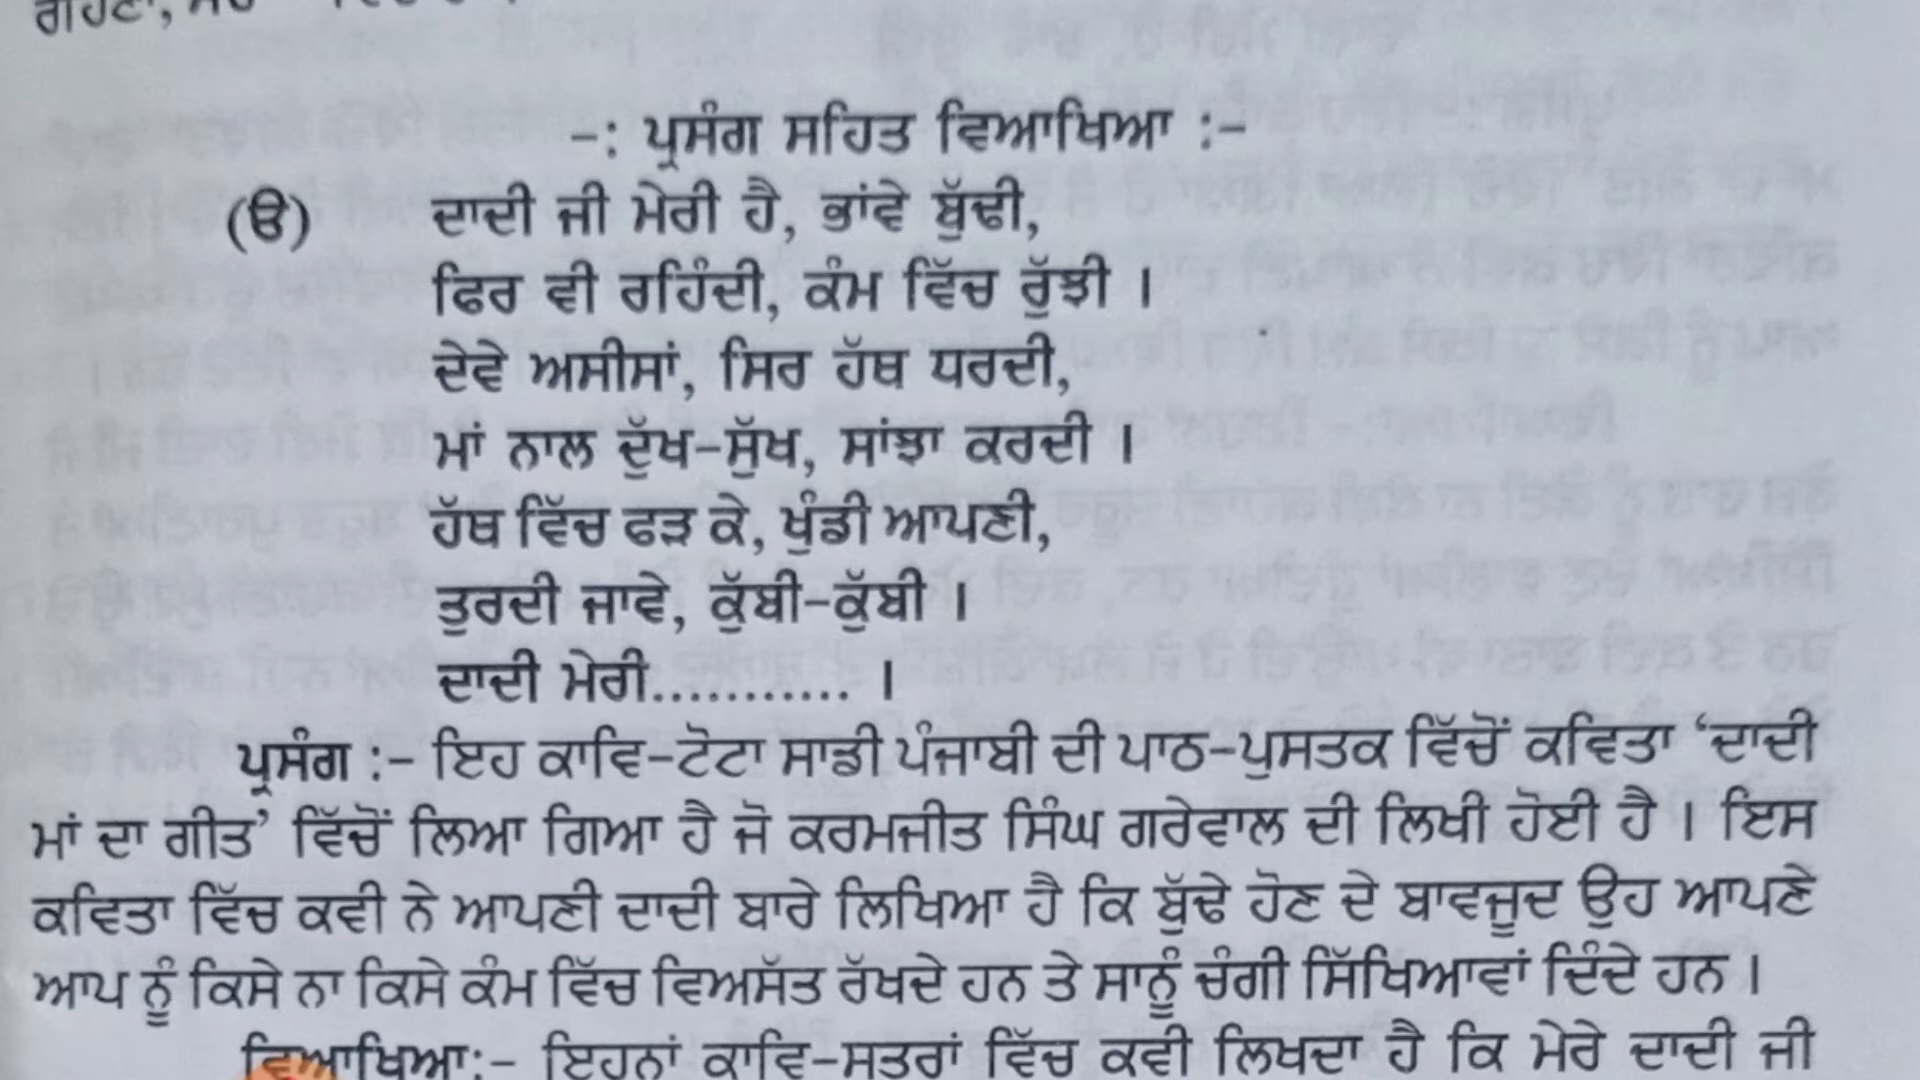 -: ਪ੍ਰਸੰਗ ਸਹਿਤ ਵਿਆਖਿਆ :-
(ੳ) ਦਾਦੀ ਜੀ ਮੇਰੀ ਹੈ, ਭਾਂਵੇ ਬੁੱਢੀ,
ਫਿਰ ਵੀ ਰਹਿੰਦੀ, ਕੰਮ ਵਿੱਚ ਰੁੱਝੀ ।
ਦੇਵੇ ਅਸੀਸਾਂ, ਸਿਰ ਹੱਥ ਧਰਦੀ,
ਮਾਂ ਨਾਲ ਦੁੱਖ-ਸੁੱਖ, ਸਾਂਝਾ ਕਰਦੀ ।
ਹੱਥ ਵਿੱਚ ਫੜ ਕੇ, ਖੁੰਡੀ ਆਪਣੀ,
ਤੁਰਦੀ ਜਾਵੇ, ਕੁੱਬੀ-ਕੁੱਬੀ ।
ਦਾਦੀ ਮੇਰੀ........... ।
ਪ੍ਰਸੰਗ :- ਇਹ ਕਾਵਿ-ਟੋਟਾ ਸਾਡੀ ਪੰਜਾਬੀ ਦੀ ਪਾਠ-ਪੁਸਤਕ ਵਿੱਚੋਂ ਕਵਿਤਾ ‘ਦਾਦੀ
ਮਾਂ ਦਾ ਗੀਤ’ ਵਿੱਚੋਂ ਲਿਆ ਗਿਆ ਹੈ ਜੋ ਕਰਮਜੀਤ ਸਿੰਘ ਗਰੇਵਾਲ ਦੀ ਲਿਖੀ ਹੋਈ ਹੈ । ਇਸ
ਕਵਿਤਾ ਵਿੱਚ ਕਵੀ ਨੇ ਆਪਣੀ ਦਾਦੀ ਬਾਰੇ ਲਿਖਿਆ ਹੈ ਕਿ ਬੁੱਢੇ ਹੋਣ ਦੇ ਬਾਵਜੂਦ ਉਹ ਆਪਣੇ
ਆਪ ਨੂੰ ਕਿਸੇ ਨਾ ਕਿਸੇ ਕੰਮ ਵਿੱਚ ਵਿਅਸੱਤ ਰੱਖਦੇ ਹਨ ਤੇ ਸਾਨੂੰ ਚੰਗੀ ਸਿੱਖਿਆਵਾਂ ਦਿੰਦੇ ਹਨ ।
ਵਿਆਖਿਆ:- ਇਹਨਾਂ ਕਾਵਿ-ਸਤਰਾਂ ਵਿੱਚ ਕਵੀ ਲਿਖਦਾ ਹੈ ਕਿ ਮੇਰੇ ਦਾਦੀ ਜੀ